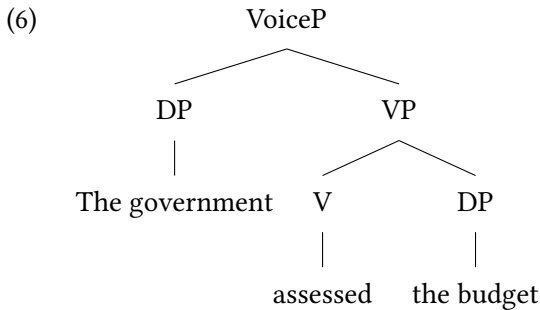 (6) VoiceP
DP VP
The government V DP
assessed the budget